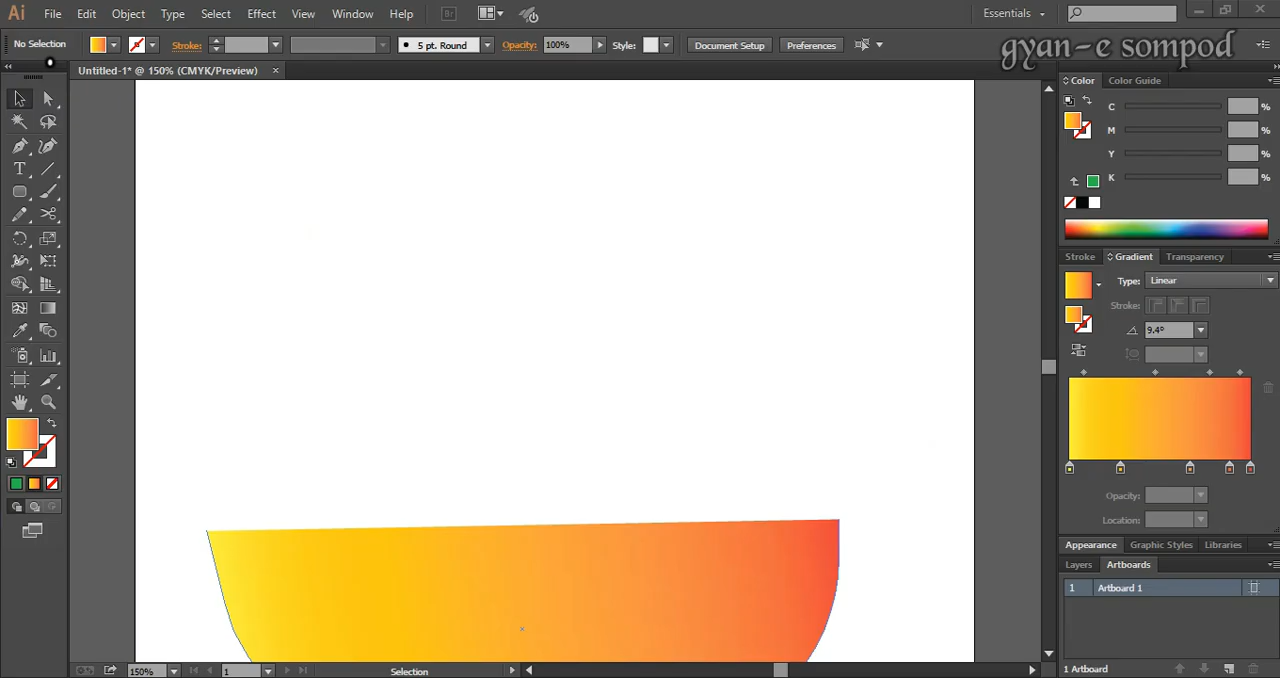 Ai File Edit Object Type Select Effect View Window Help Br Essentials
No Selection Stroke: 5 pt. Round Opacity: 100% Style: Document Setup Preferences
gyan-e sompod
Untitled-1* @ 150% (CMYK/Preview)
Color Color Guide
C %
M %
Y %
K %
Stroke Gradient Transparency
Type: Linear
Stroke:
9.4°
Opacity:
Location:
Appearance Graphic Styles Libraries
Layers Artboards
1 Artboard 1
150% 1 Selection
1 Artboard